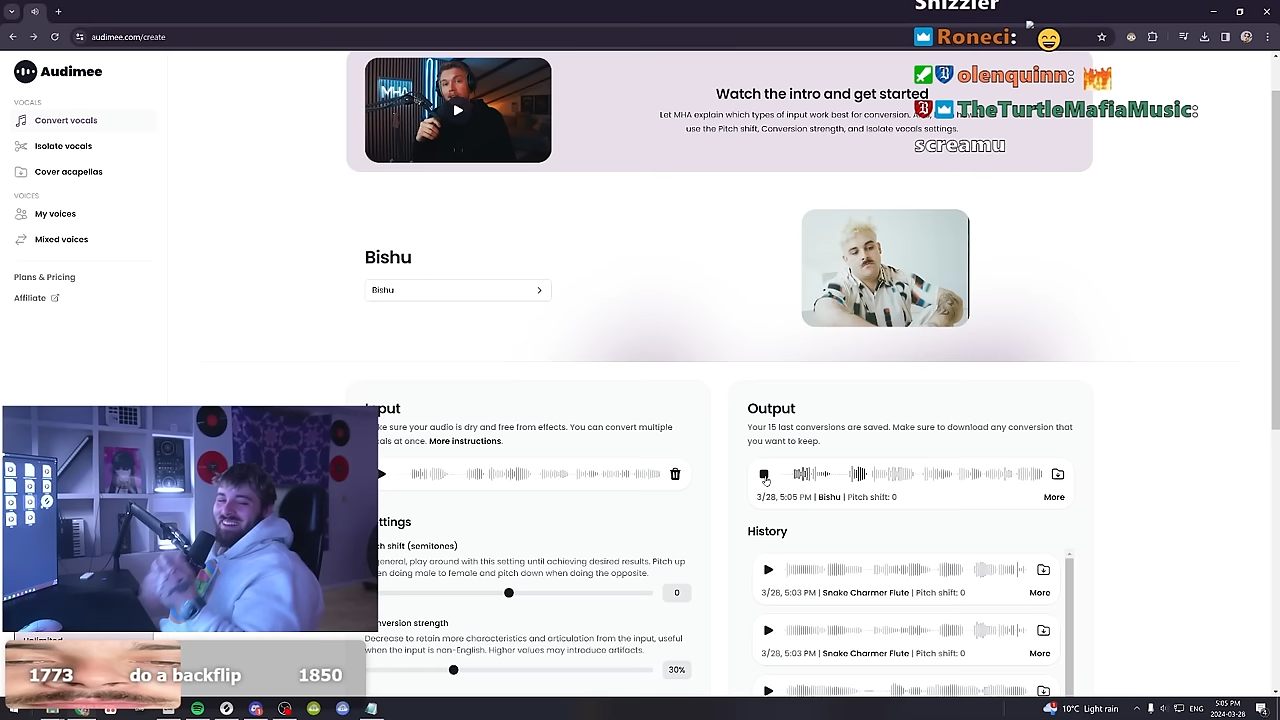 Shizzler
audimee.com/create
Roneci:
olenquinn:
TheTurtleMafiaMusic:
screamu
Audimee
VOCALS
Convert vocals
Isolate vocals
Cover acapellas
VOICES
My voices
Mixed voices
Plans & Pricing
Affiliate
Watch the intro and get started
Let MHA explain which types of input work best for conversion.
use the Pitch shift, Conversion strength, and Isolate vocals settings.
Bishu
Bishu
put
ke sure your audio is dry and free from effects. You can convert multiple
cals at once. More instructions.
ttings
ch shift (semitones)
general, play around with this setting until achieving desired results. Pitch up
en doing male to female and pitch down when doing the opposite.
0
nversion strength
Decrease to retain more characteristics and articulation from the input, useful
when the input is non-English. Higher values may introduce artifacts.
30%
Output
Your 15 last conversions are saved. Make sure to download any conversion that
you want to keep.
3/28, 5:05 PM | Bishu | Pitch shift: 0
More
History
3/28, 5:03 PM | Snake Charmer Flute | Pitch shift: 0
More
3/28, 5:03 PM | Snake Charmer Flute | Pitch shift: 0
More
Unlimited
1773 do a backflip 1850
10°C Light rain
ENG
5:05 PM
2024-03-28